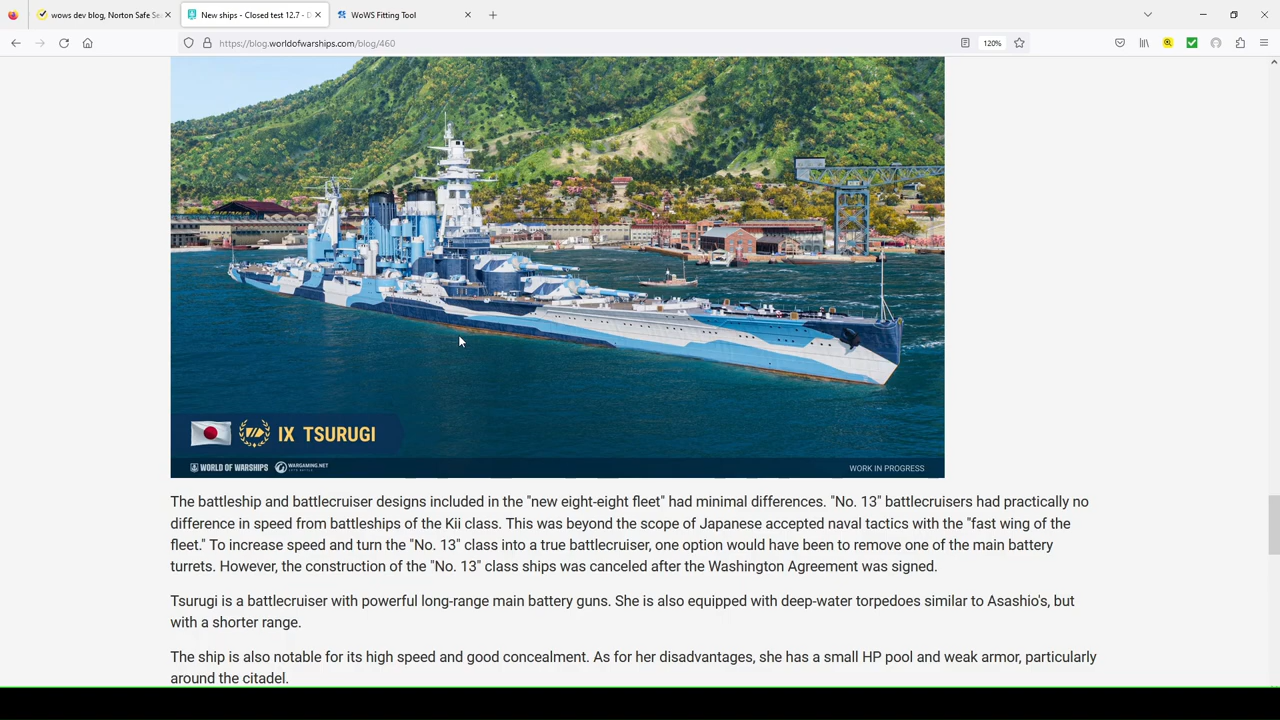 wows dev blog, Norton Safe Se
New ships - Closed test 12.7 - D
WoWS Fitting Tool
https://blog.worldofwarships.com/blog/460
120%
IX TSURUGI
WORLD OF WARSHIPS
WARGAMING.NET
LET'S BATTLE
WORK IN PROGRESS
The battleship and battlecruiser designs included in the "new eight-eight fleet" had minimal differences. "No. 13" battlecruisers had practically no
difference in speed from battleships of the Kii class. This was beyond the scope of Japanese accepted naval tactics with the "fast wing of the
fleet." To increase speed and turn the "No. 13" class into a true battlecruiser, one option would have been to remove one of the main battery
turrets. However, the construction of the "No. 13" class ships was canceled after the Washington Agreement was signed.
Tsurugi is a battlecruiser with powerful long-range main battery guns. She is also equipped with deep-water torpedoes similar to Asashio's, but
with a shorter range.
The ship is also notable for its high speed and good concealment. As for her disadvantages, she has a small HP pool and weak armor, particularly
around the citadel.